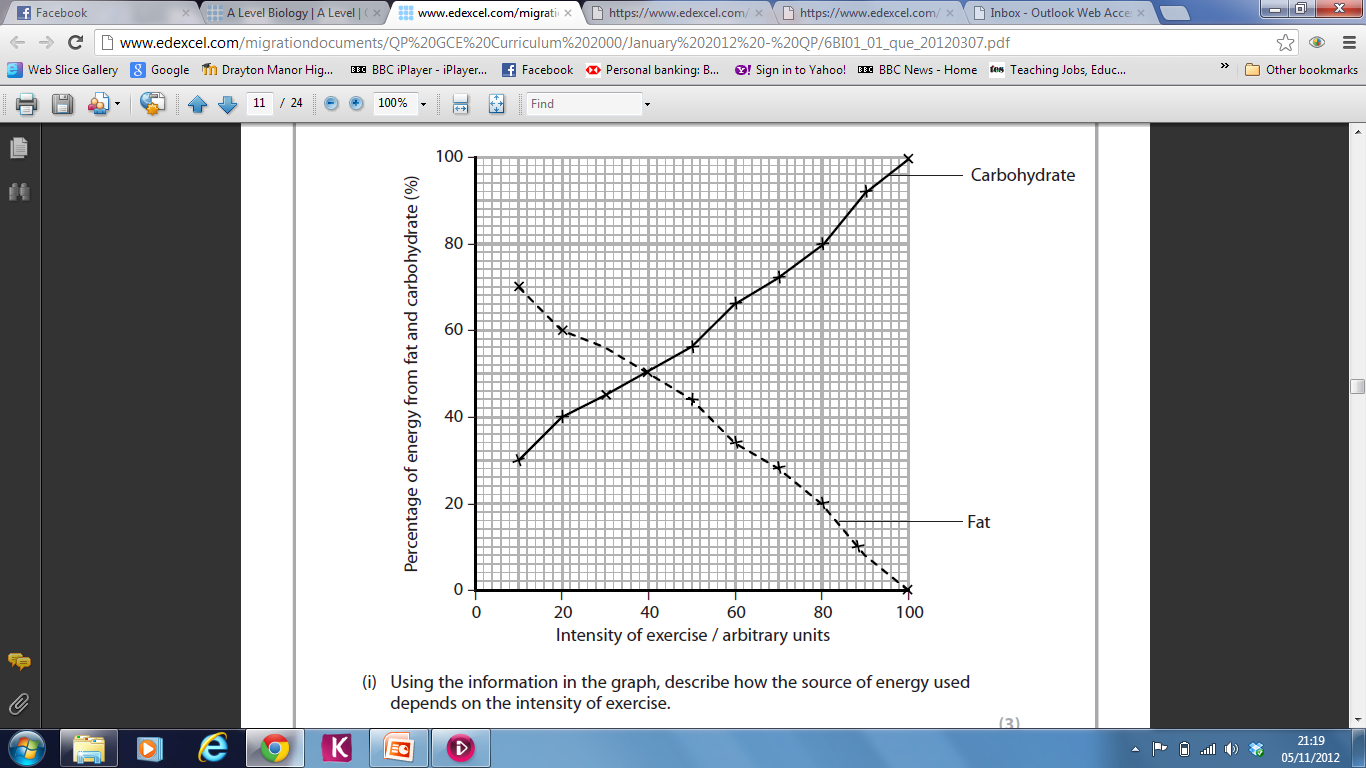 Facebook
A Level Biology | A Level | (
www.edexcel.com/migrati
https://www.edexcel.com/
https://www.edexcel.com/
Inbox - Outlook Web Acce
www.edexcel.com/migrationdocuments/QP%20GCE%20Curriculum%202000/January%202012%20-%20QP/6BI01_01_que_20120307.pdf
Web Slice Gallery Google Drayton Manor Hig... BBC iPlayer - iPlayer... Facebook Personal banking: B... Sign in to Yahoo! BBC News - Home tes Teaching Jobs, Educ... » Other bookmarks
11 / 24 100% Find
100
80
60
40
20
0
Percentage of energy from fat and carbohydrate (%)
Carbohydrate
Fat
0 20 40 60 80 100
Intensity of exercise / arbitrary units
(i) Using the information in the graph, describe how the source of energy used
depends on the intensity of exercise.
(3)
21:19
05/11/2012